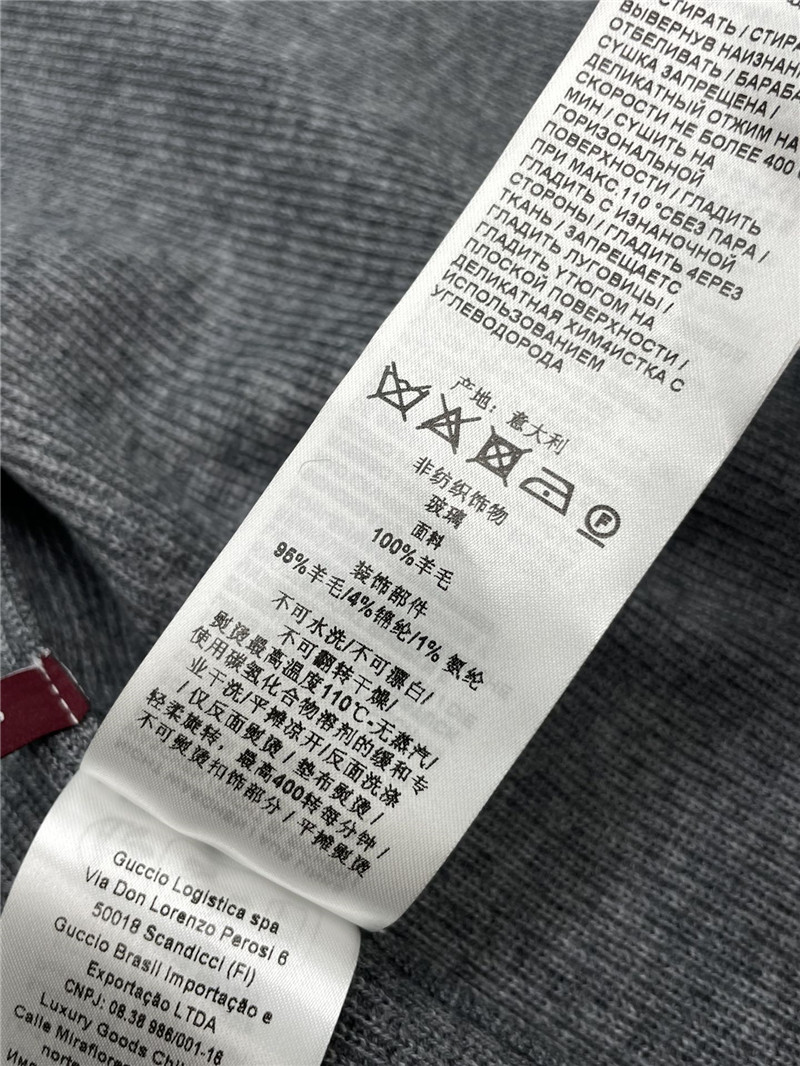 СТИРАТЬ / СТИРА
ВЫВЕРНУВ НАИЗНАН
ОТБЕЛИВАТЬ / БАРАБА
СУШКА ЗАПРЕЩЕНА /
ДЕЛИКАТНЫЙ ОТЖИМ НА
СКОРОСТИ НЕ БОЛЕЕ 400
МИН / СУШИТЬ НА
ГОРИЗОНАЛЬНОЙ
ПОВЕРХНОСТИ / ГЛАДИТЬ
ПРИ МАКС.110 °СБЕЗ ПАРА /
ГЛАДИТЬ С ИЗНАНОЧНОЙ
СТОРОНЫ / ГЛАДИТЬ 4ЕРЕЗ
ТКАНЬ / ЗАПРЕЩАЕТС
ГЛАДИТЬ ПУГОВИЦЫ /
ГЛАДИТЬ YТЮГОМ НА
ПЛОСКОЙ ПОВЕРХНОСТИ /
ДЕЛИКАТНАЯ ХИМ4ИСТКА С
ИСПОЛЬЗОВАНИЕМ
УГЛЕВОДОРОДА
产地：意大利
F
非纺织饰物
玻璃
面料
100%羊毛
装饰部件
95%羊毛/4%锦纶/1% 氨纶
不可水洗/不可漂白/
不可翻转干燥/
熨烫最高温度110℃-无蒸汽/
使用碳氢化合物溶剂的缓和专
业干洗/平摊凉开/反面洗涤
/仅反面熨烫 / 垫布熨烫 /
轻柔旋转，最高400转每分钟/
不可熨烫扣饰部分 / 平摊熨烫
Guccio Logistica spa
Via Don Lorenzo Perosi 6
50018 Scandicci (FI)
Guccio Brasil Importação e
Exportação LTDA
CNPJ: 08.38 986/001-16
Luxury Goods Chil
Calle Miraflore
norte
Има